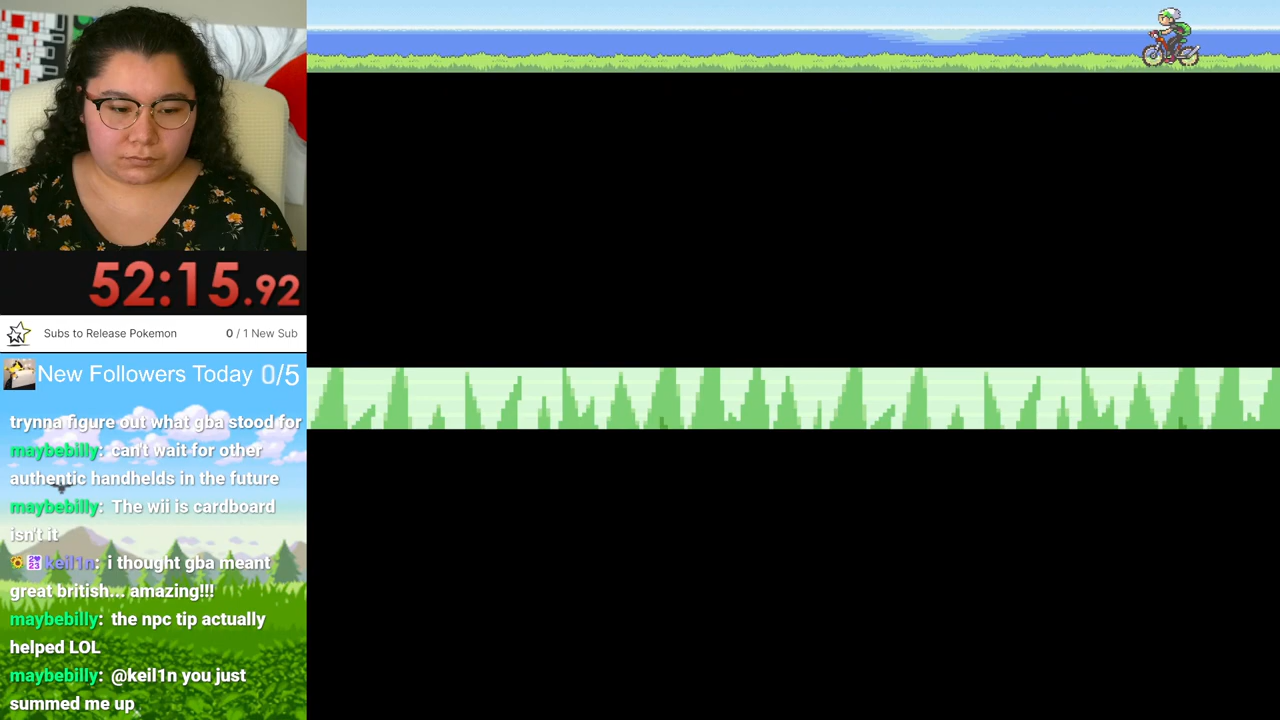 52:15.92
Subs to Release Pokemon 0 / 1 New Sub
New Followers Today 0/5
trynna figure out what gba stood for
maybebilly: can't wait for other
authentic handhelds in the future
maybebilly: The wii is cardboard
isn't it
keil1n: i thought gba meant
great british... amazing!!!
maybebilly: the npc tip actually
helped LOL
maybebilly: @keil1n you just
summed me up